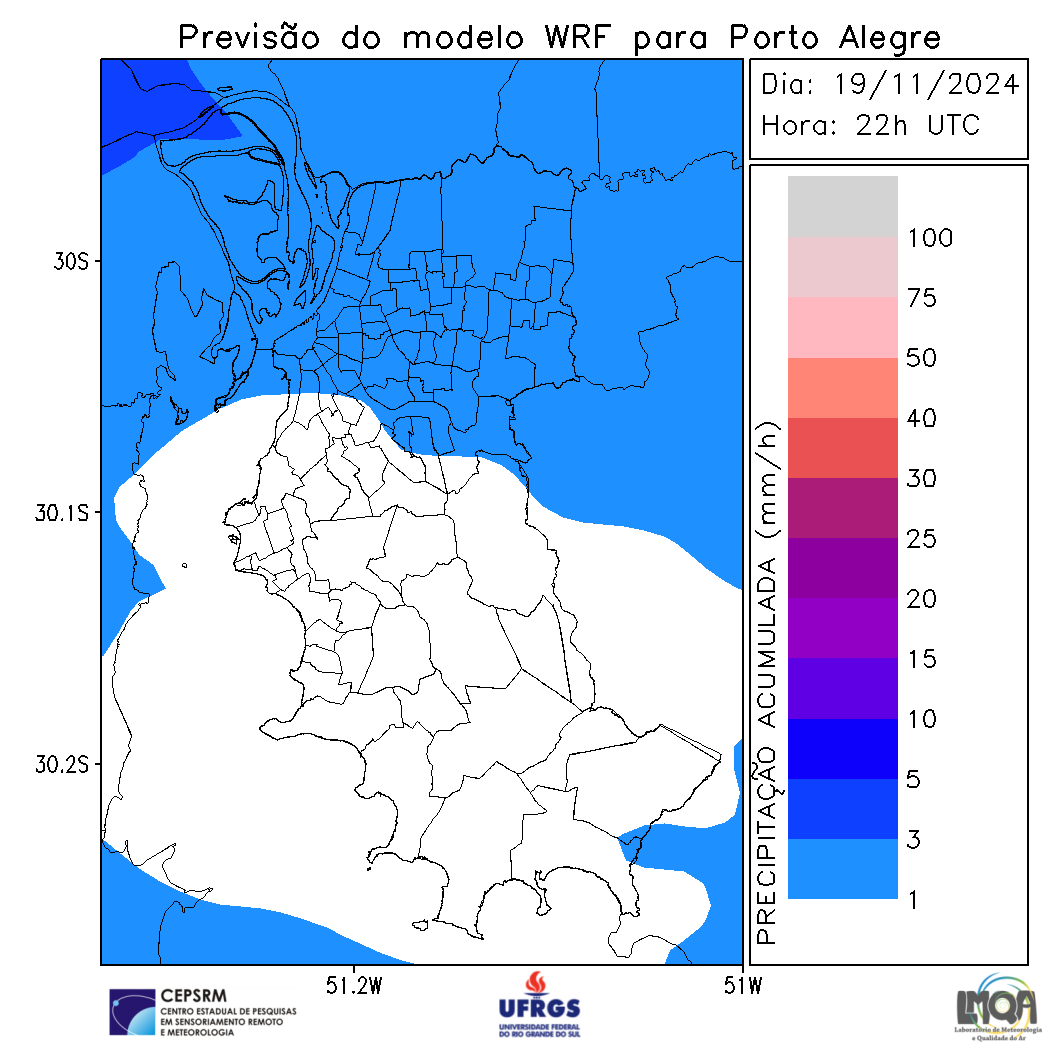 Previsão do modelo WRF para Porto Alegre
Dia: 19/11/2024
Hora: 22h UTC
30S
30.1S
30.2S
51.2W
51W
PRECIPITAÇÃO ACUMULADA (mm/h)
100
75
50
40
30
25
20
15
10
5
3
1
CEPSRM
CENTRO ESTADUAL DE PESQUISAS
EM SENSORIAMENTO REMOTO
E METEOROLOGIA
UFRGS
UNIVERSIDADE FEDERAL
DO RIO GRANDE DO SUL
LMQA
Laboratório de Meteorologia
e Qualidade do Ar